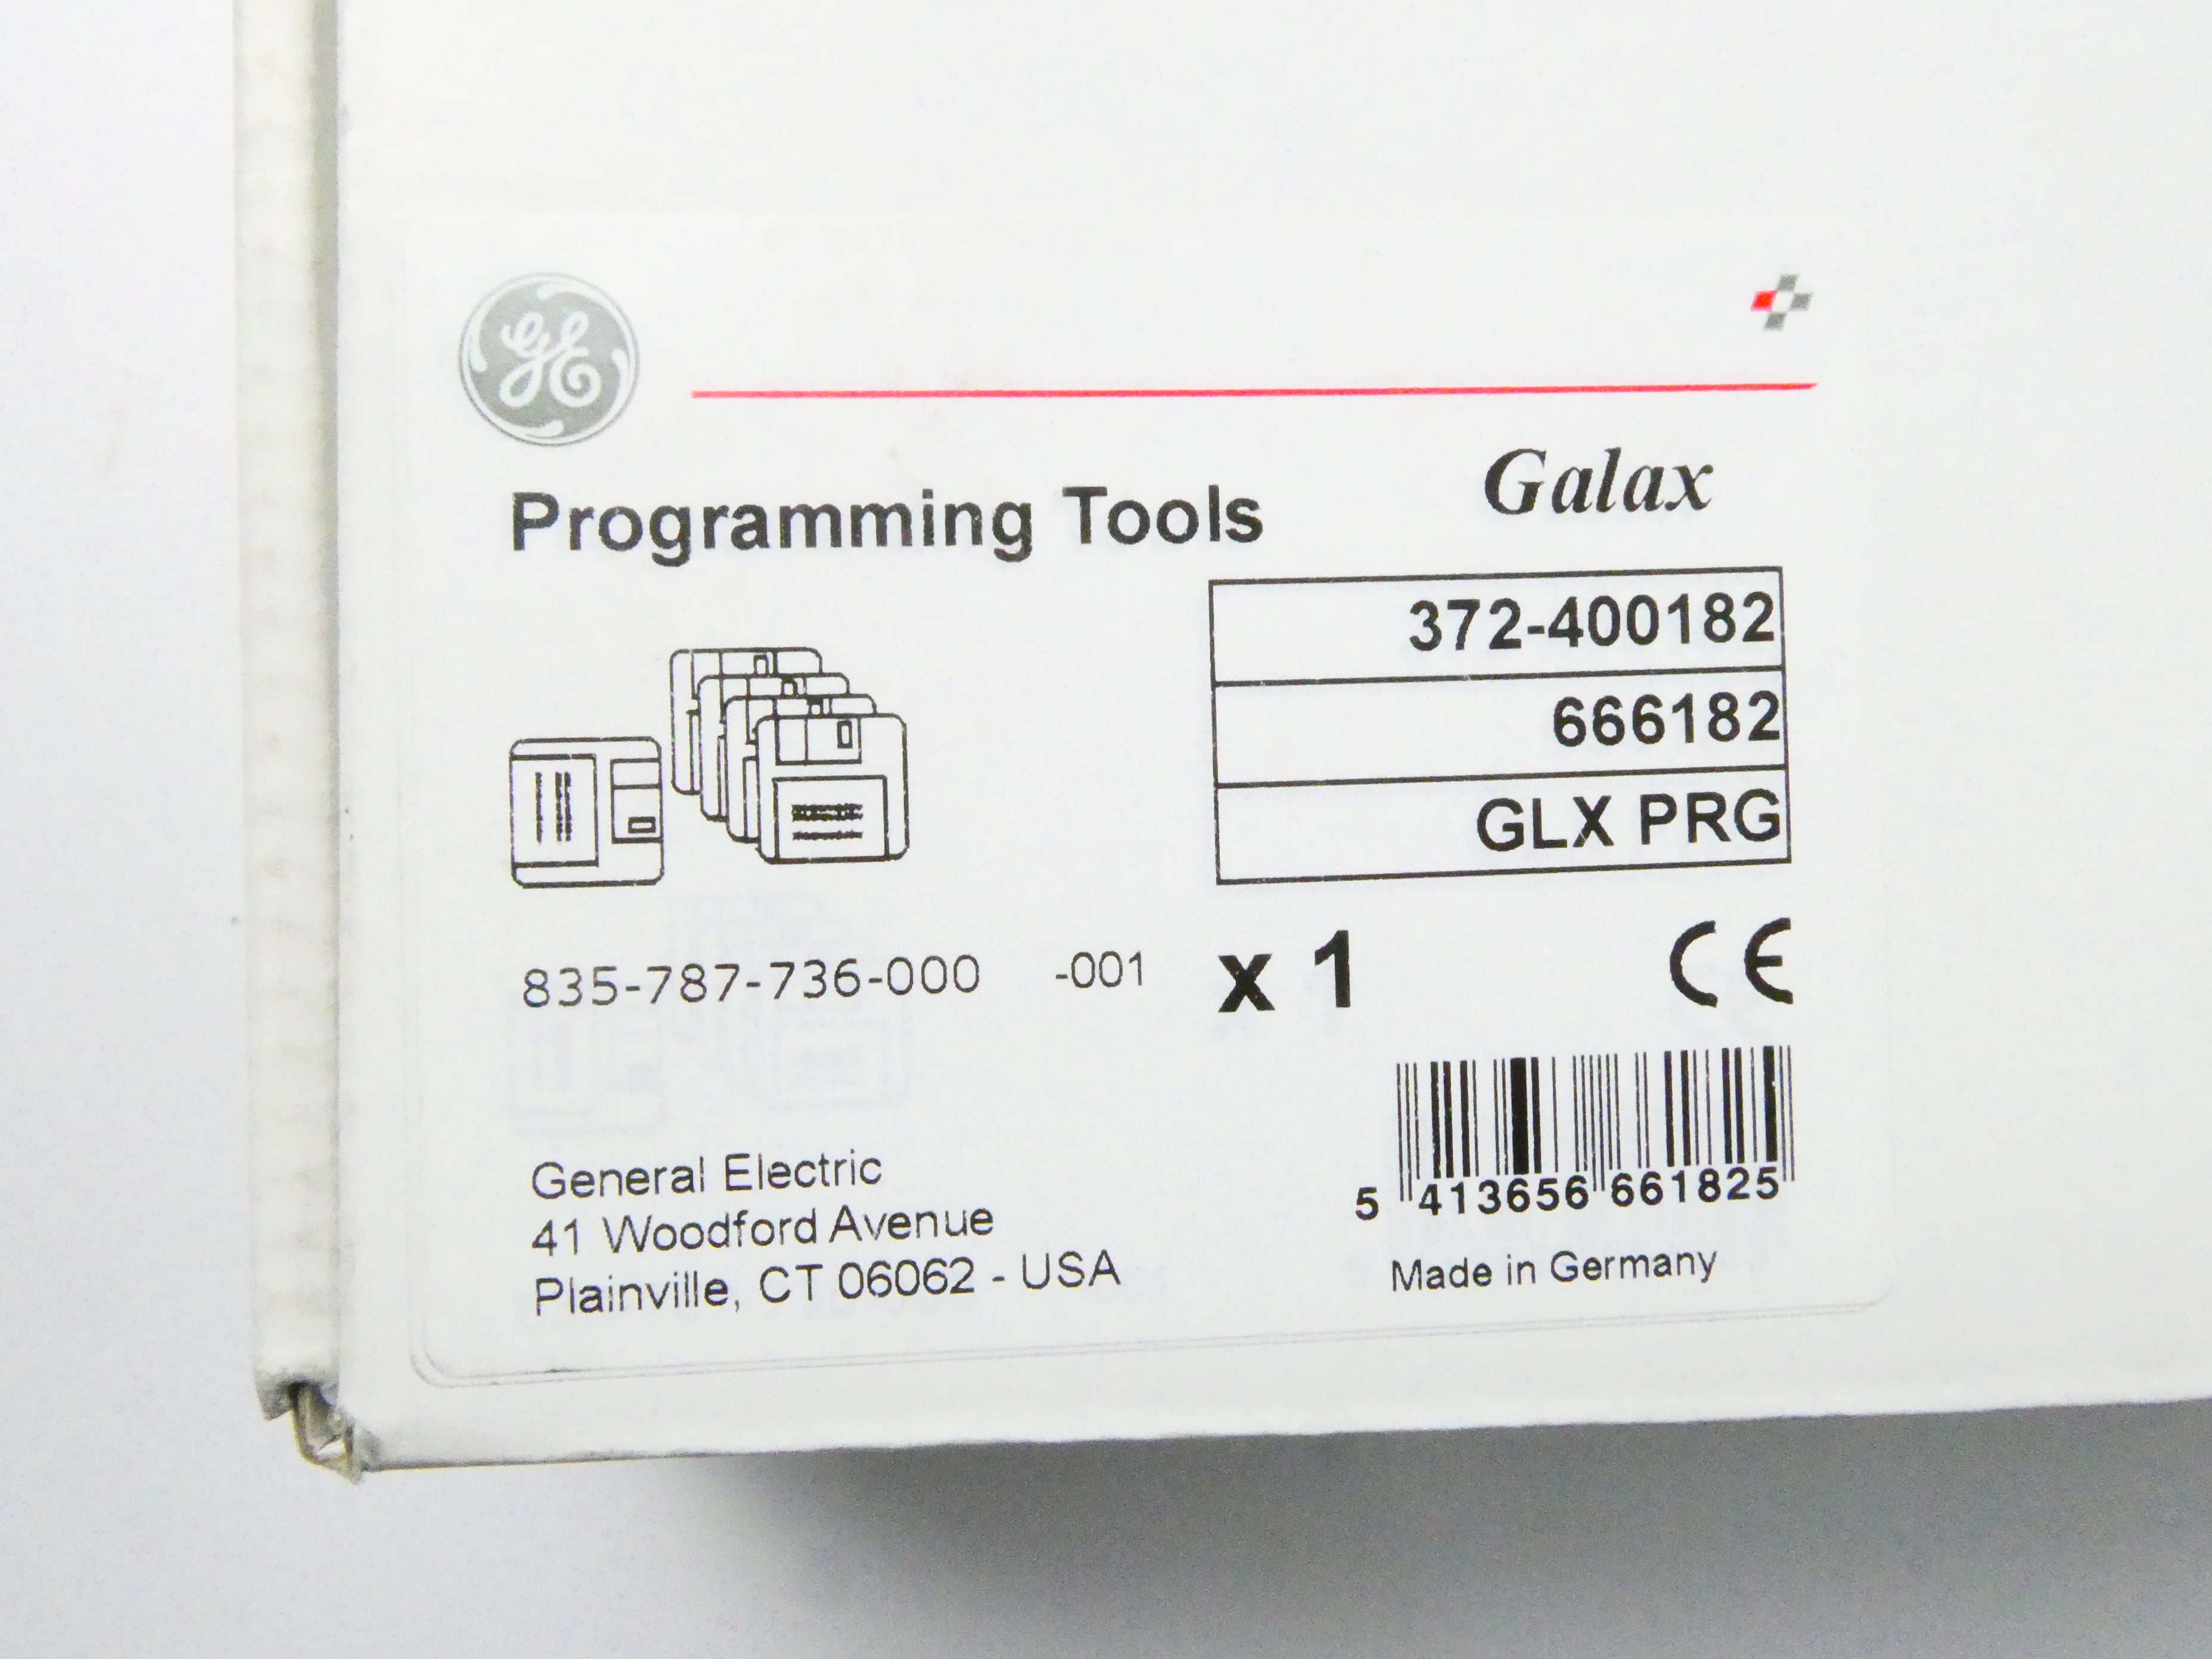 GE
Galax
Programming Tools
372-400182
666182
GLX PRG
835-787-736-000 -001 x 1 CE
5 413656 661825
General Electric
41 Woodford Avenue
Plainville, CT 06062 - USA
Made in Germany